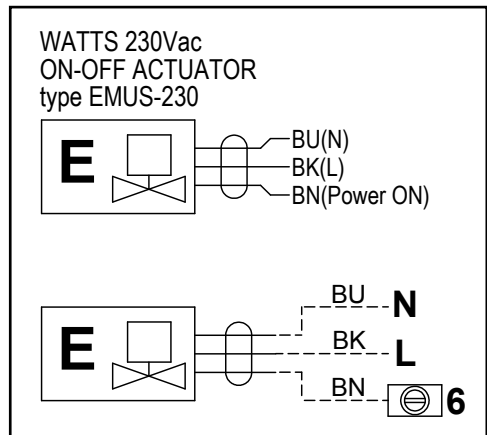 WATTS 230Vac
ON-OFF ACTUATOR
type EMUS-230
E
BU(N)
BK(L)
BN(Power ON)
E
BU N
BK L
BN 6